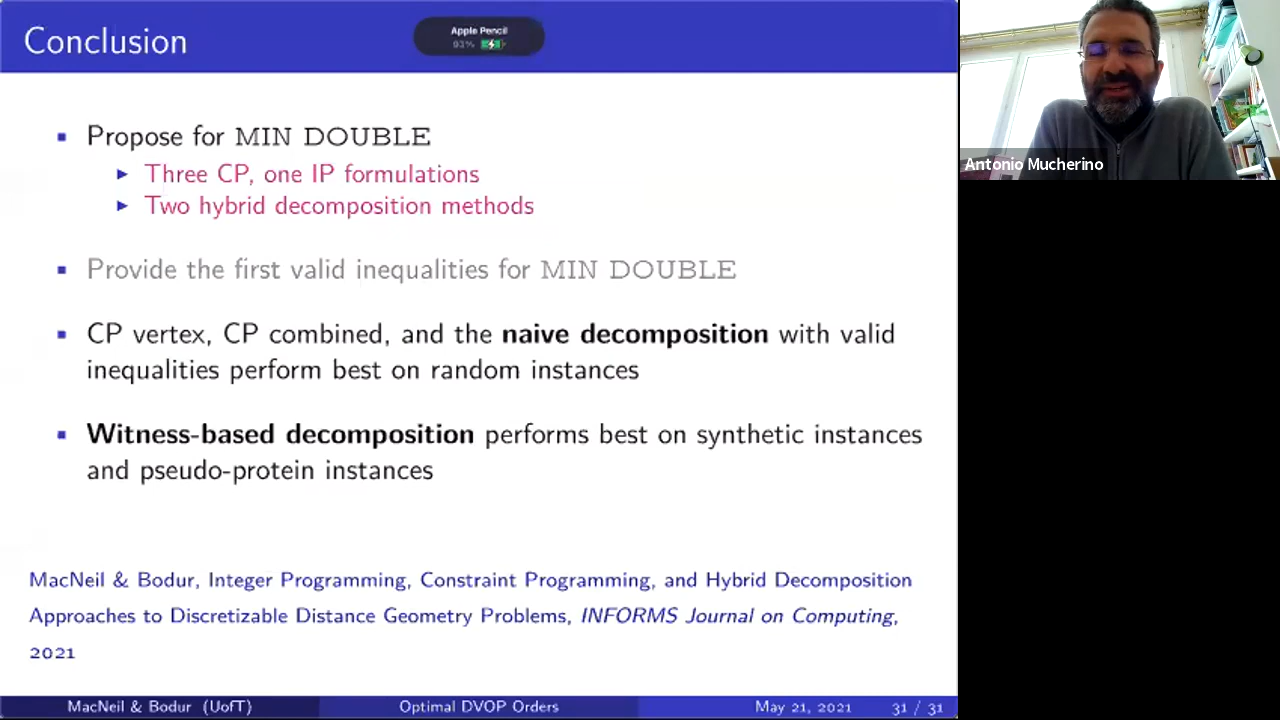 Conclusion
Apple Pencil
93%
Propose for MIN DOUBLE
Three CP, one IP formulations
Two hybrid decomposition methods
Provide the first valid inequalities for MIN DOUBLE
CP vertex, CP combined, and the naive decomposition with valid
inequalities perform best on random instances
Witness-based decomposition performs best on synthetic instances
and pseudo-protein instances
MacNeil & Bodur, Integer Programming, Constraint Programming, and Hybrid Decomposition
Approaches to Discretizable Distance Geometry Problems, INFORMS Journal on Computing,
2021
MacNeil & Bodur (UofT) Optimal DVOP Orders May 21, 2021 31 / 31
Antonio Mucherino